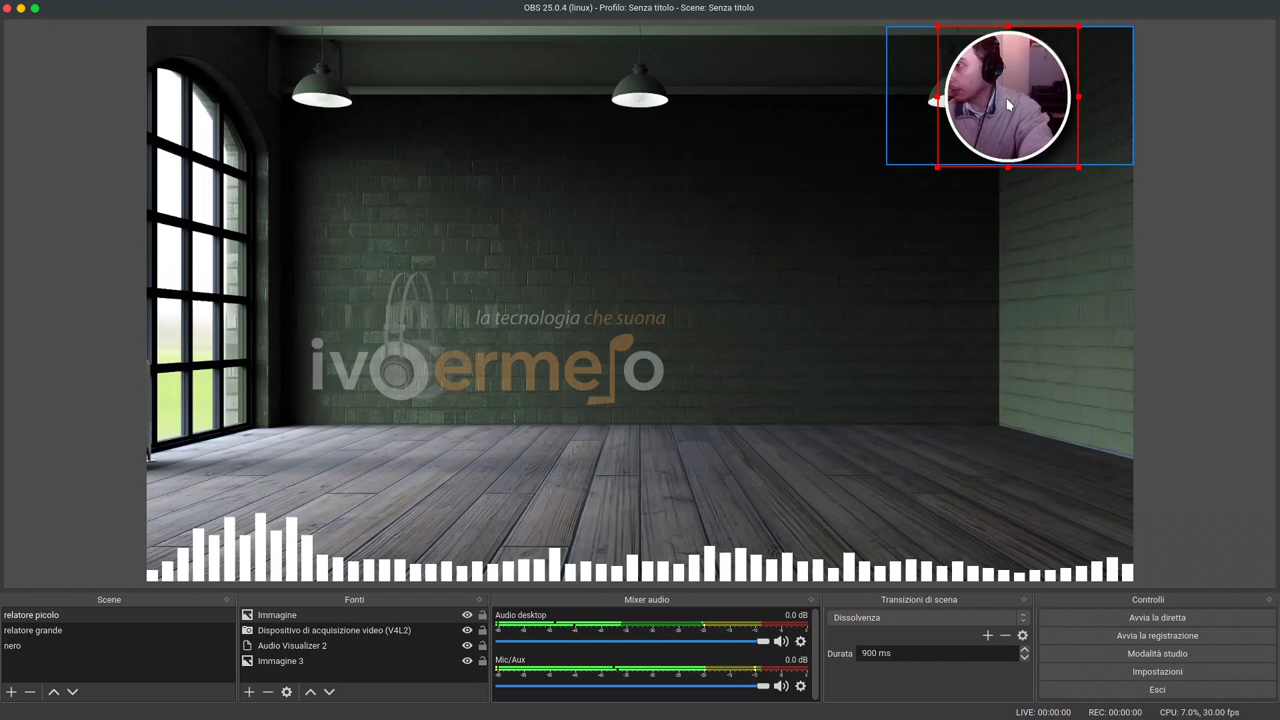 OBS 25.0.4 (linux) - Profilo: Senza titolo - Scene: Senza titolo
la tecnologia che suona
ivo ermejo
Scene
relatore picolo
relatore grande
nero
Fonti
Immagine
Dispositivo di acquisizione video (V4L2)
Audio Visualizer 2
Immagine 3
Mixer audio
Audio desktop 0.0 dB
Mic/Aux 0.0 dB
Transizioni di scena
Dissolvenza
Durata 900 ms
Controlli
Avvia la diretta
Avvia la registrazione
Modalità studio
Impostazioni
Esci
LIVE: 00:00:00 REC: 00:00:00 CPU: 7.0%, 30.00 fps